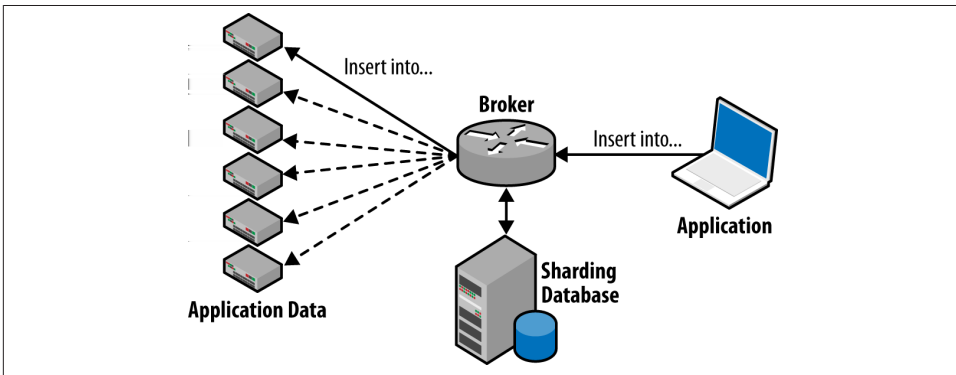 Insert into...
Broker
Insert into...
Application
Sharding
Database
Application Data